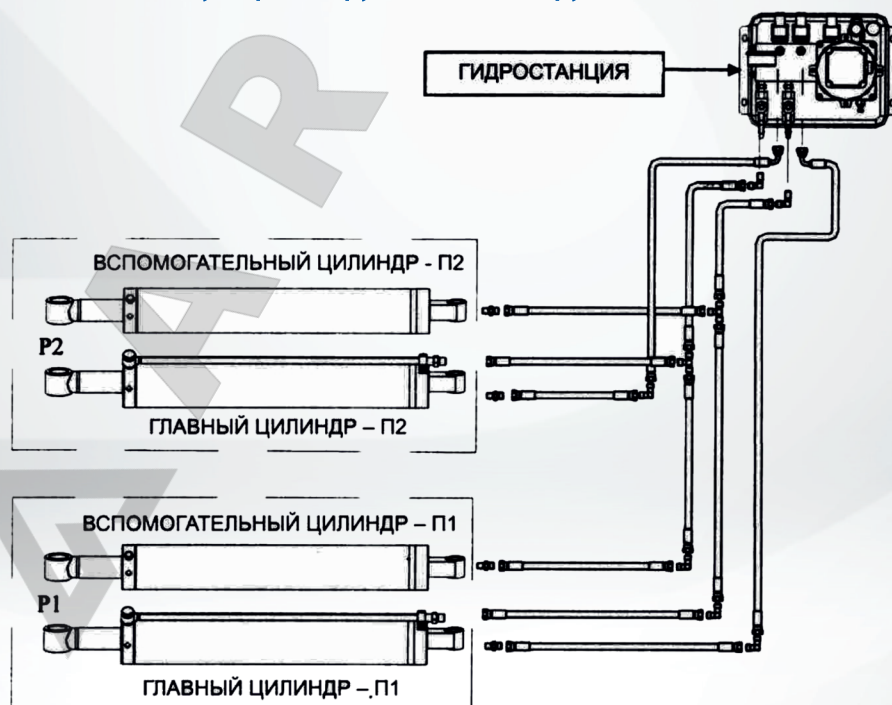 ГИДРОСТАНЦИЯ
ВСПОМОГАТЕЛЬНЫЙ ЦИЛИНДР - П2
P2
ГЛАВНЫЙ ЦИЛИНДР – П2
ВСПОМОГАТЕЛЬНЫЙ ЦИЛИНДР – П1
P1
ГЛАВНЫЙ ЦИЛИНДР – П1